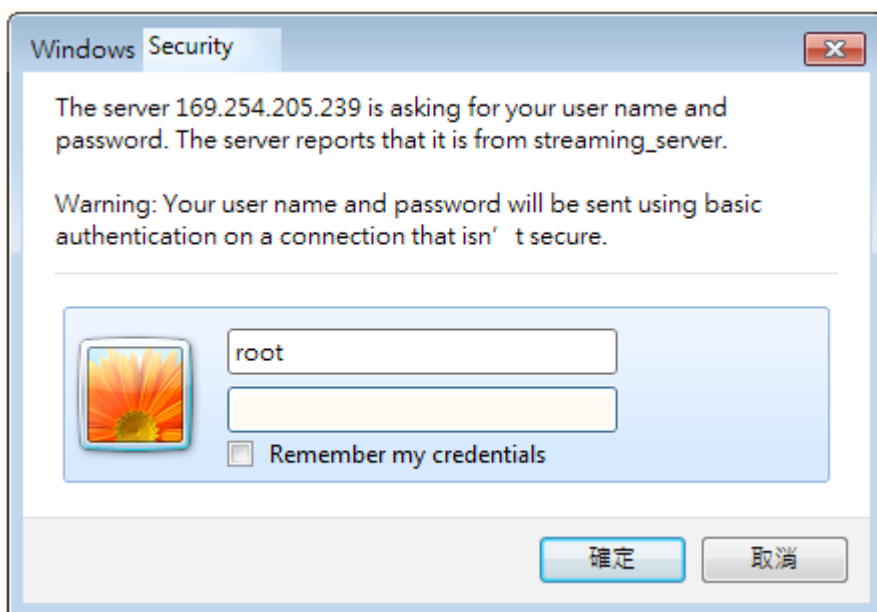 Windows Security
The server 169.254.205.239 is asking for your user name and
password. The server reports that it is from streaming_server.
Warning: Your user name and password will be sent using basic
authentication on a connection that isn’ t secure.
root
Remember my credentials
確定 取消